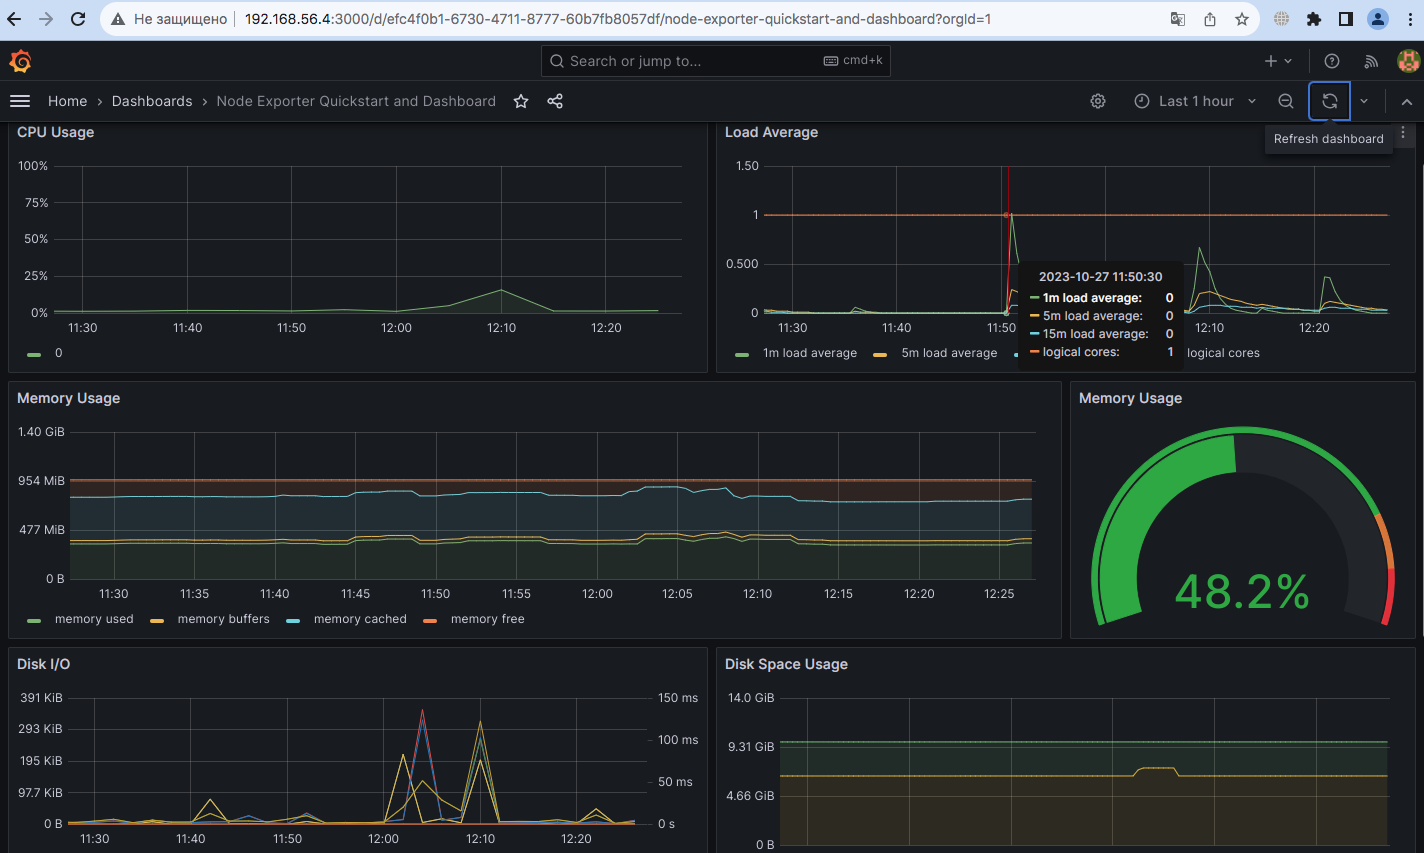 Не защищено
192.168.56.4:3000/d/efc4f0b1-6730-4711-8777-60b7fb8057df/node-exporter-quickstart-and-dashboard?orgId=1
Search or jump to...
cmd+k
Home › Dashboards › Node Exporter Quickstart and Dashboard
Last 1 hour
Refresh dashboard
CPU Usage
100%
75%
50%
25%
0%
11:30 11:40 11:50 12:00 12:10 12:20
0
Load Average
1.50
1
0.500
0
11:30 11:40 11:50 12:10 12:20
2023-10-27 11:50:30
1m load average: 0
5m load average: 0
15m load average: 0
logical cores: 1
1m load average 5m load average logical cores
Memory Usage
1.40 GiB
954 MiB
477 MiB
0 B
11:30 11:35 11:40 11:45 11:50 11:55 12:00 12:05 12:10 12:15 12:20 12:25
memory used memory buffers memory cached memory free
Memory Usage
48.2%
Disk I/O
391 KiB 150 ms
293 KiB 100 ms
195 KiB
97.7 KiB 50 ms
0 B 0 s
11:30 11:40 11:50 12:00 12:10 12:20
Disk Space Usage
14.0 GiB
9.31 GiB
4.66 GiB
0 B